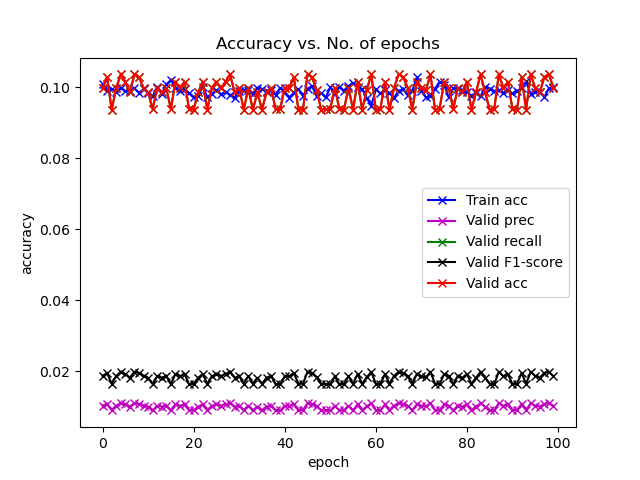 Accuracy vs. No. of epochs
0.10
0.08
0.06
0.04
0.02
accuracy
Train acc
Valid prec
Valid recall
Valid F1-score
Valid acc
0
20
40
60
80
100
epoch